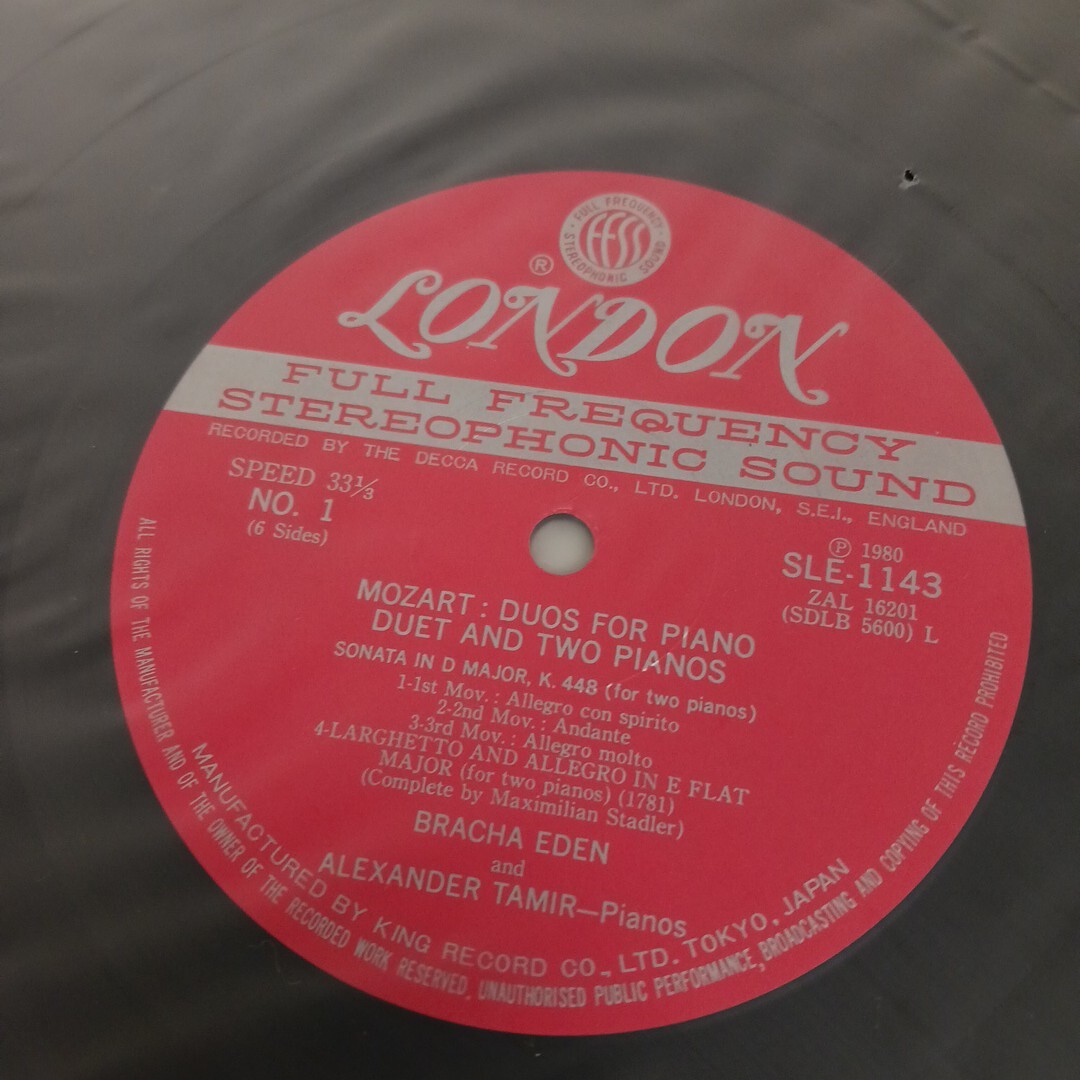 · FULL FREQUENCY ·
STEREOPHONIC SOUND
FFSS
®
LONDON
FULL FREQUENCY
STEREOPHONIC SOUND
RECORDED BY THE DECCA RECORD CO., LTD. LONDON, S.E.I., ENGLAND
SPEED 33⅓
NO. 1
(6 Sides)
Ⓟ 1980
SLE-1143
ZAL 16201
(SDLB 5600) L
MOZART : DUOS FOR PIANO
DUET AND TWO PIANOS
SONATA IN D MAJOR, K. 448 (for two pianos)
1-1st Mov. : Allegro con spirito
2-2nd Mov. : Andante
3-3rd Mov. : Allegro molto
4-LARGHETTO AND ALLEGRO IN E FLAT
MAJOR (for two pianos) (1781)
(Complete by Maximilian Stadler)
BRACHA EDEN
and
ALEXANDER TAMIR—Pianos
MANUFACTURED BY KING RECORD CO., LTD. TOKYO, JAPAN
ALL RIGHTS OF THE MANUFACTURER AND OF THE OWNER OF THE RECORDED WORK RESERVED, UNAUTHORISED PUBLIC PERFORMANCE, BROADCASTING AND COPYING OF THIS RECORD PROHIBITED